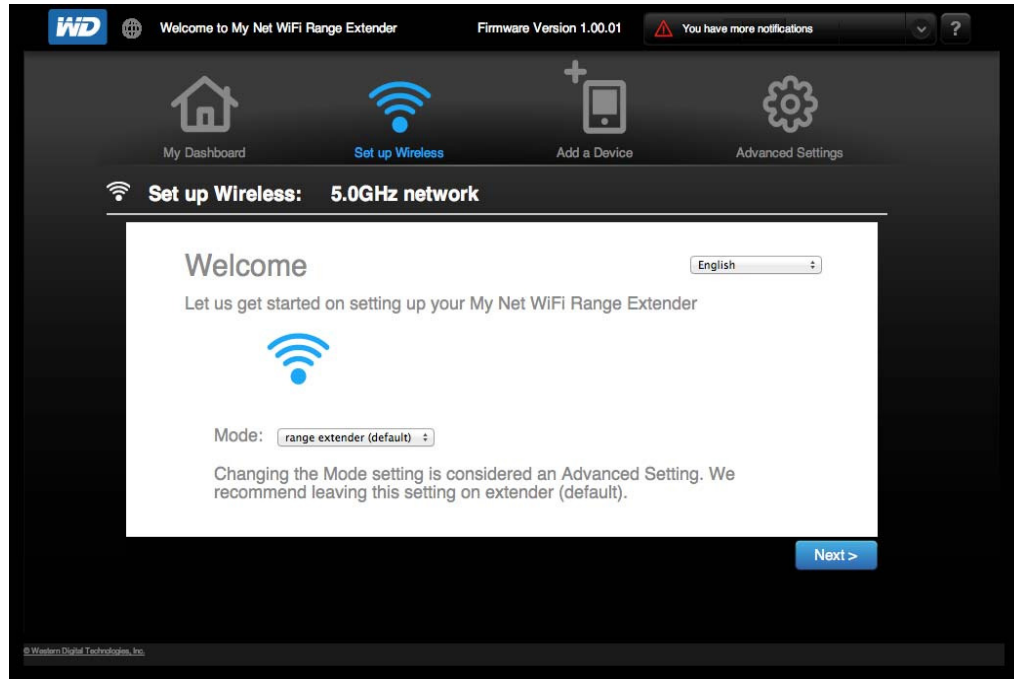 WD Welcome to My Net WiFi Range Extender Firmware Version 1.00.01 You have more notifications ?
My Dashboard Set up Wireless Add a Device Advanced Settings
Set up Wireless: 5.0GHz network
Welcome English
Let us get started on setting up your My Net WiFi Range Extender
Mode: range extender (default)
Changing the Mode setting is considered an Advanced Setting. We
recommend leaving this setting on extender (default).
Next >
© Western Digital Technologies, Inc.